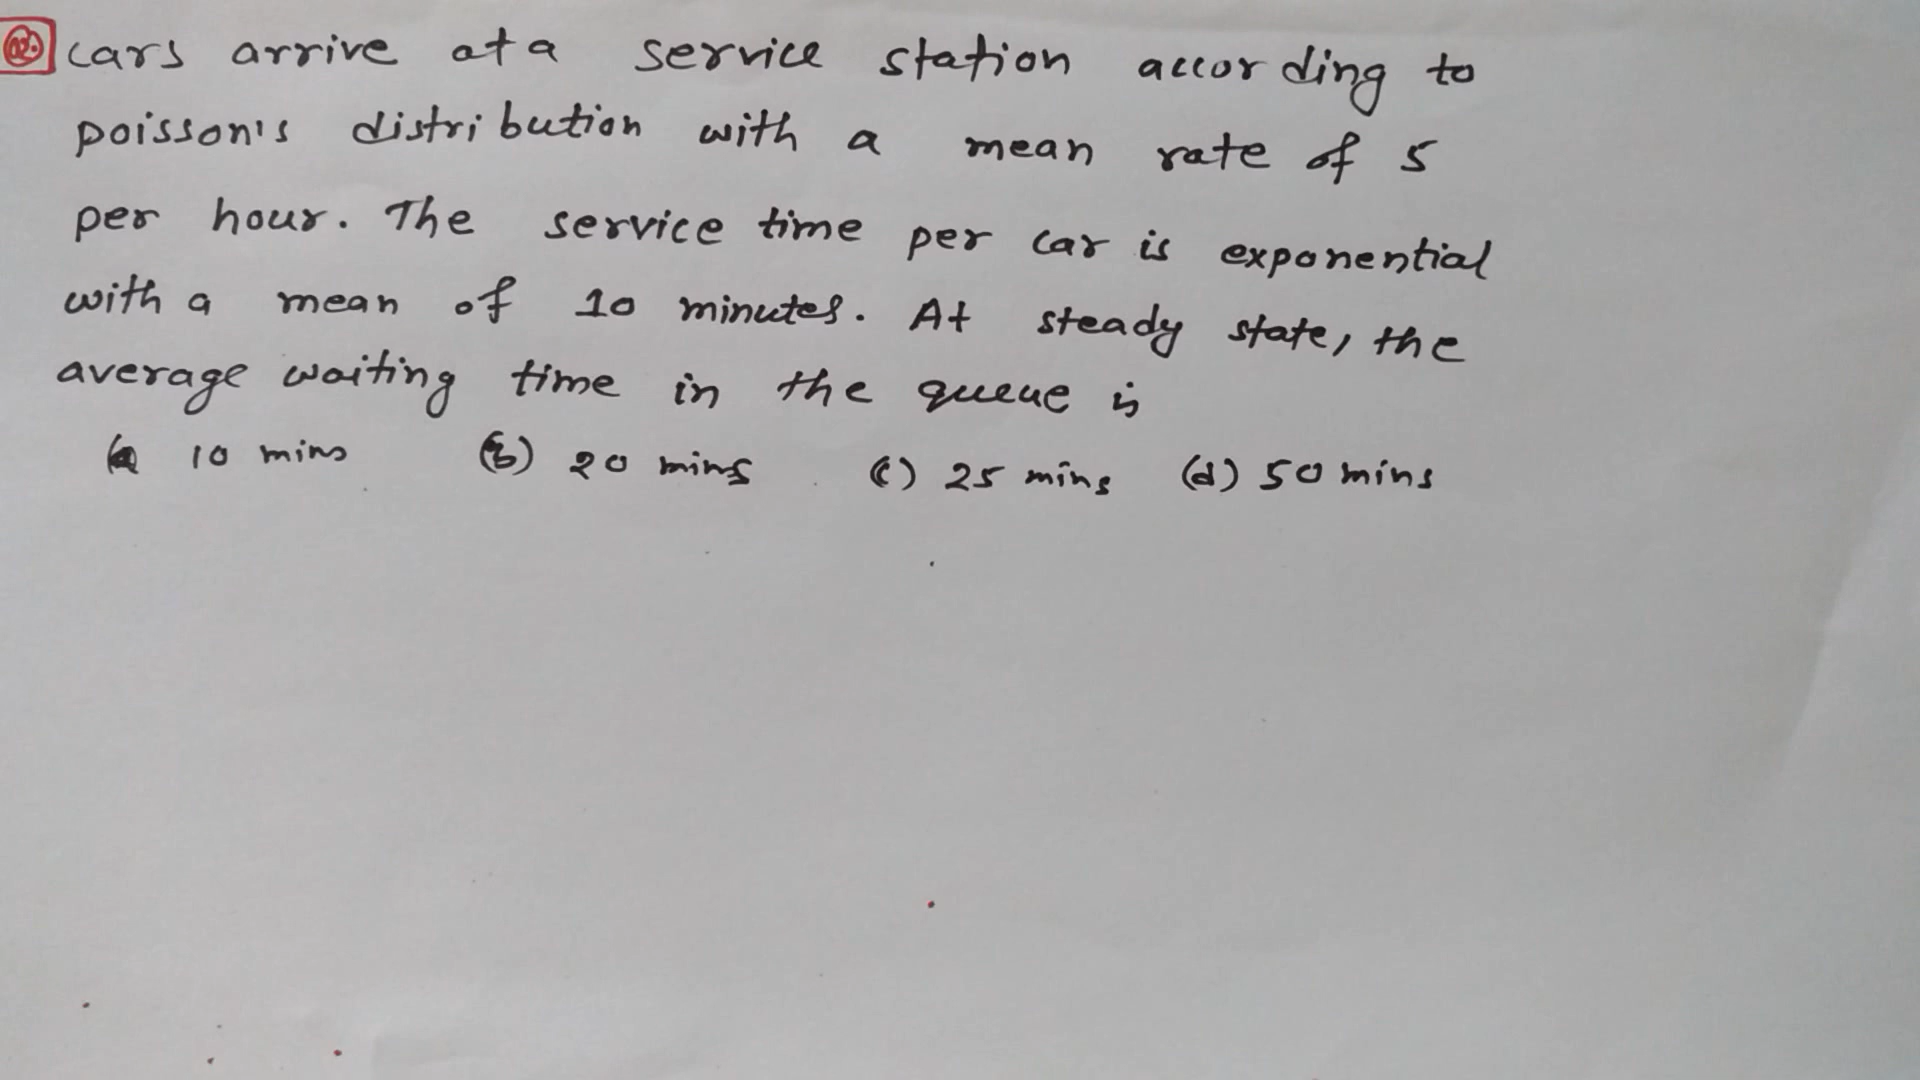 02. cars arrive at a service station according to
poisson's distribution with a mean rate of 5
per hour. The service time per car is exponential
with a mean of 10 minutes. At steady state, the
average waiting time in the queue is
(a 10 mins (b) 20 mins (c) 25 mins (d) 50 mins